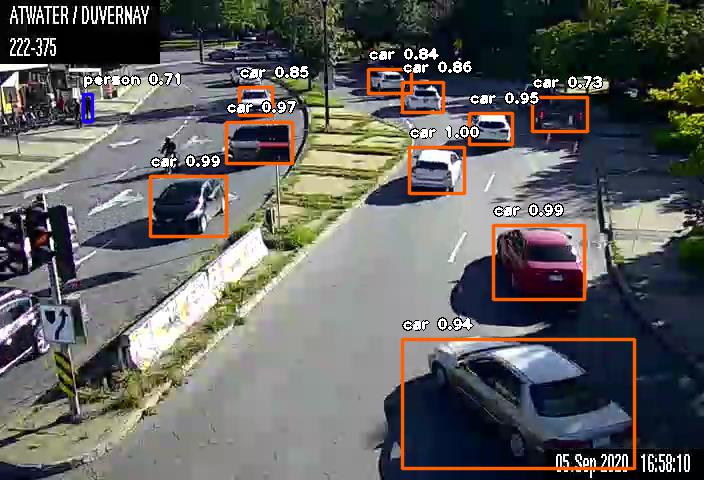 ATWATER / DUVERNAY
222-375
car 0.84
car 0.86
person 0.71
car 0.85
car 0.73
car 0.97
car 0.95
car 1.00
car 0.99
car 0.99
car 0.94
05 Sep 2020 16:58:10